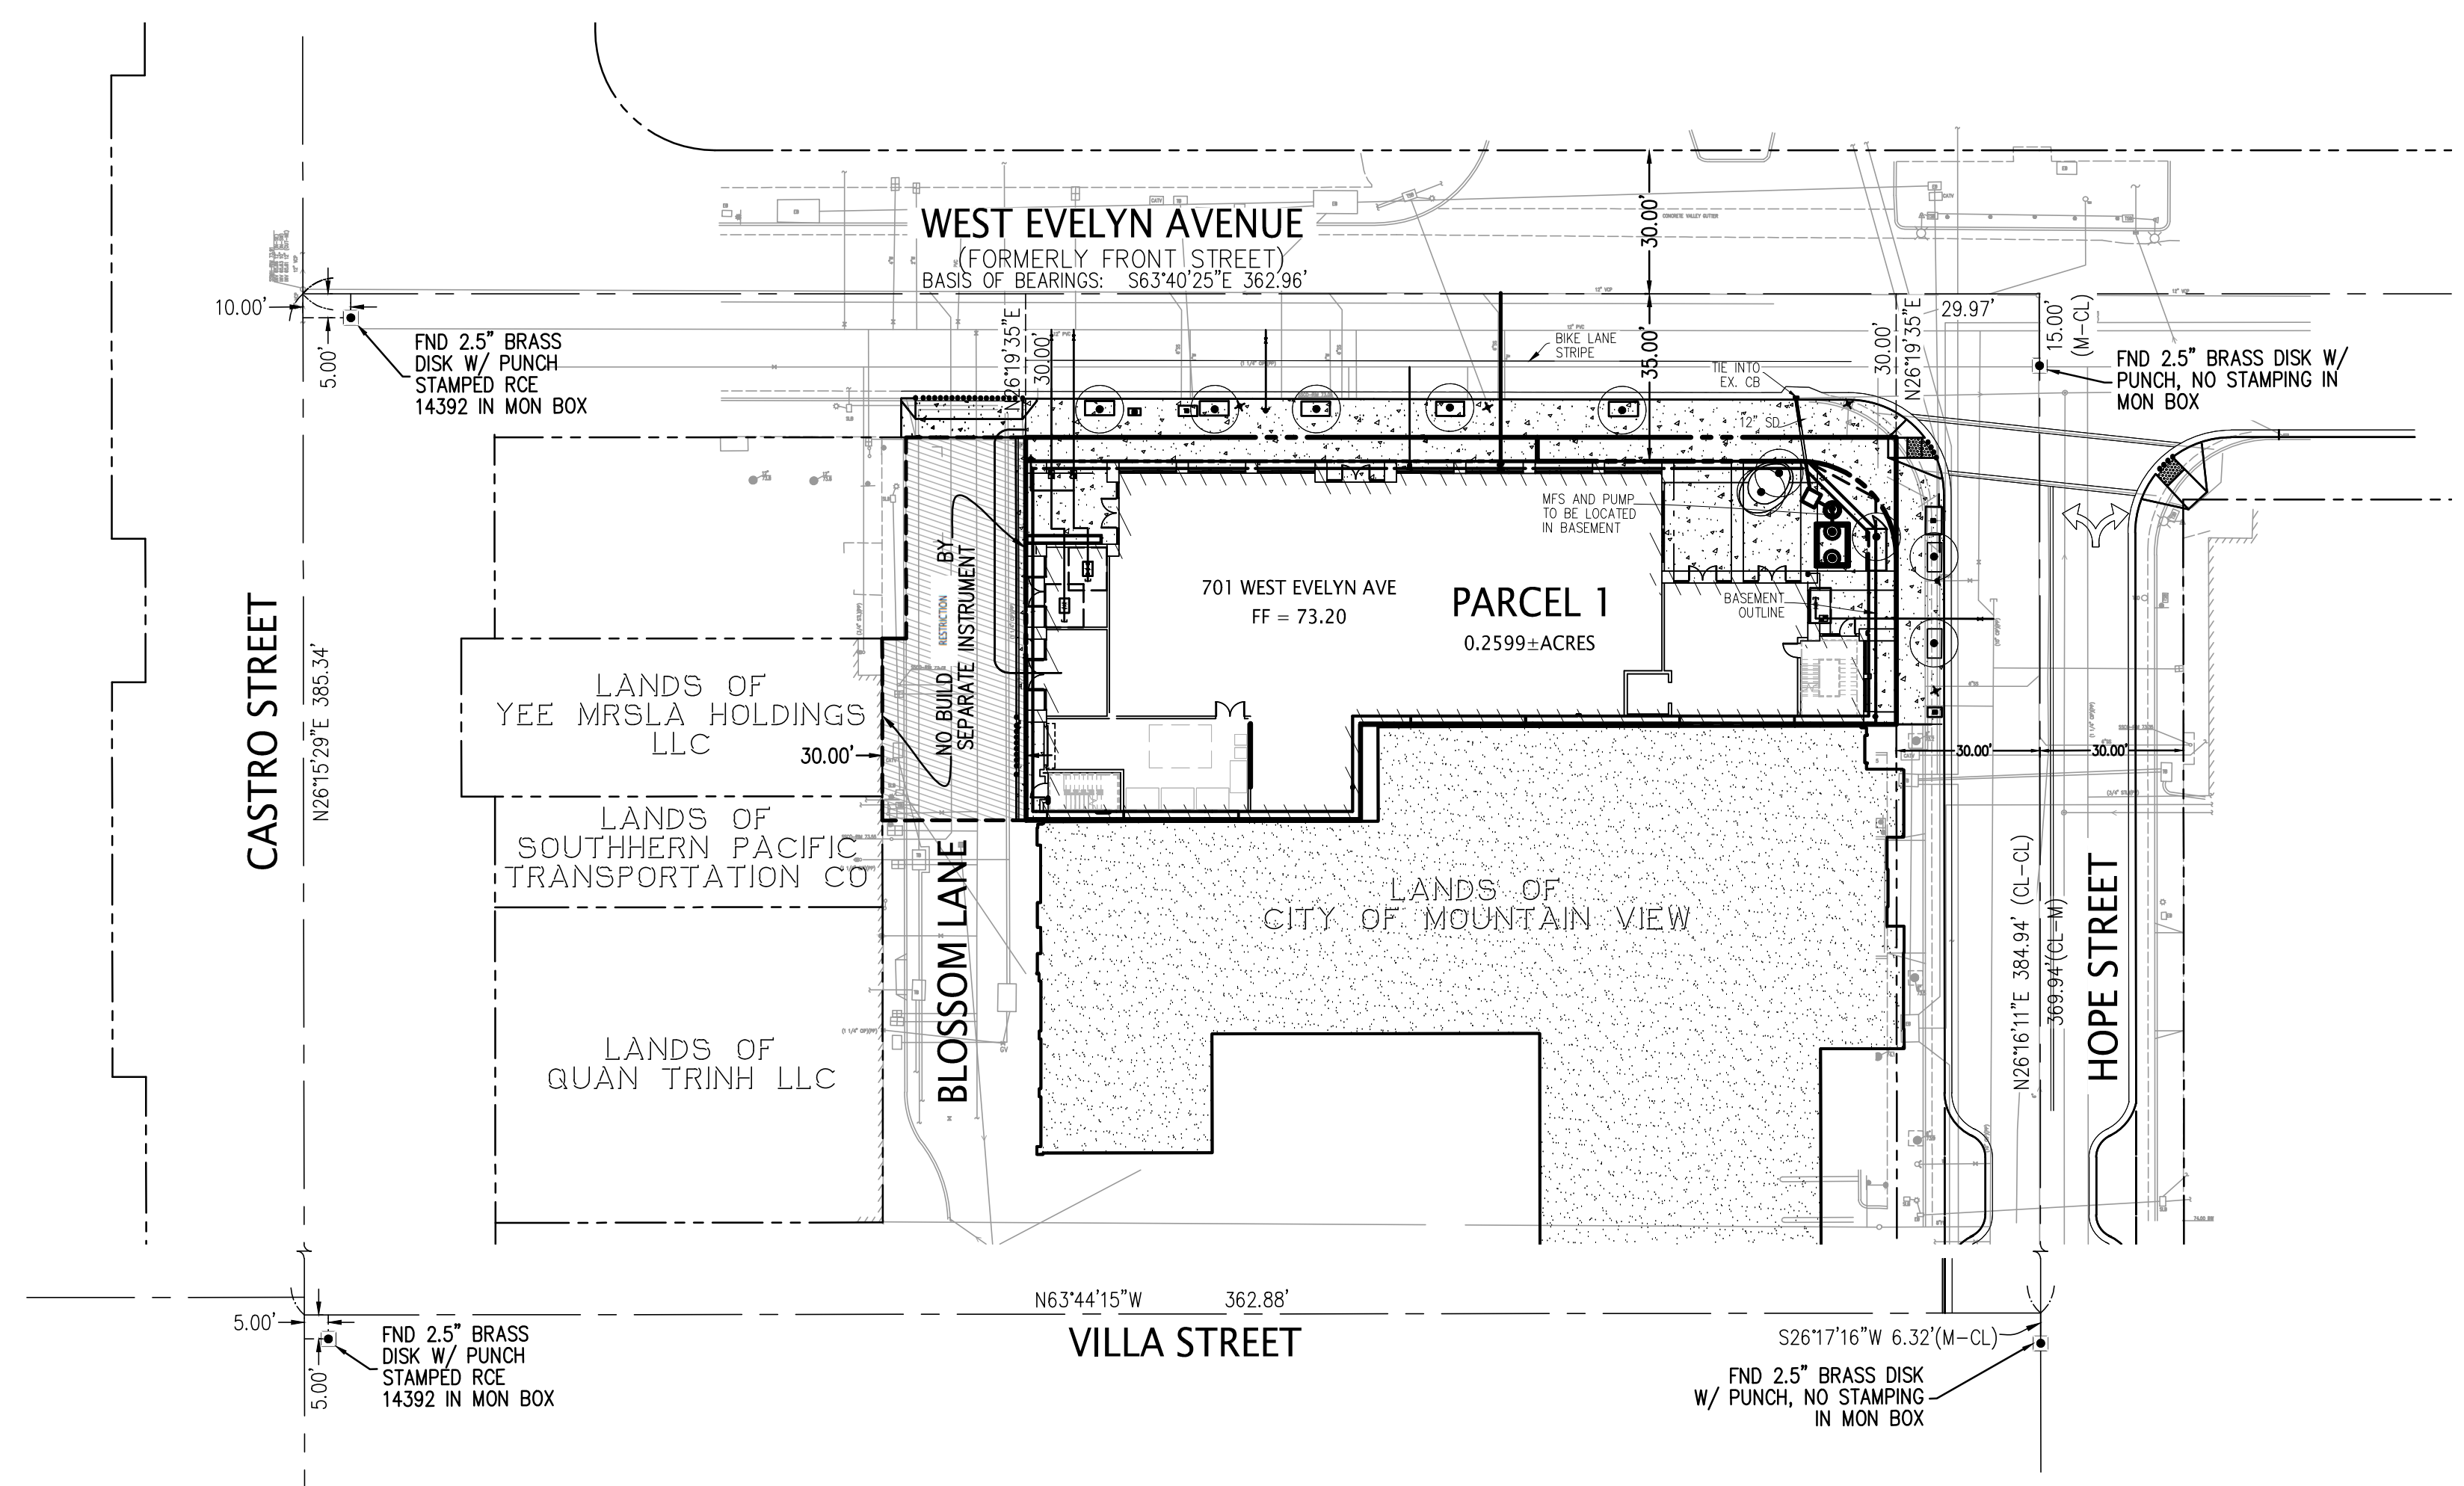 WEST EVELYN AVENUE
(FORMERLY FRONT STREET)
BASIS OF BEARINGS: S63°40'25"E 362.96'
30.00'
35.00'
10.00'
5.00'
FND 2.5" BRASS
DISK W/ PUNCH
STAMPED RCE
14392 IN MON BOX
30.00'
BIKE LANE
STRIPE
TIE INTO
EX. CB
12" SD
30.00'
N26°19'35"E
29.97'
15.00'
(M-CL)
FND 2.5" BRASS DISK W/
PUNCH, NO STAMPING IN
MON BOX
MFS AND PUMP
TO BE LOCATED
IN BASEMENT
701 WEST EVELYN AVE
FF = 73.20
PARCEL 1
0.2599±ACRES
BASEMENT
OUTLINE
NO BUILD RESTRICTION BY
SEPARATE INSTRUMENT
CASTRO STREET
N26°15'29"E 385.34'
LANDS OF
YEE MRSLA HOLDINGS
LLC
30.00'
LANDS OF
SOUTHHERN PACIFIC
TRANSPORTATION CO
LANDS OF
QUAN TRINH LLC
BLOSSOM LANE
LANDS OF
CITY OF MOUNTAIN VIEW
30.00'
30.00'
N26°16'11"E 384.94' (CL-CL)
369.94'(CL-M)
HOPE STREET
N63°44'15"W 362.88'
VILLA STREET
5.00'
5.00'
FND 2.5" BRASS
DISK W/ PUNCH
STAMPED RCE
14392 IN MON BOX
S26°17'16"W 6.32'(M-CL)
FND 2.5" BRASS DISK
W/ PUNCH, NO STAMPING
IN MON BOX